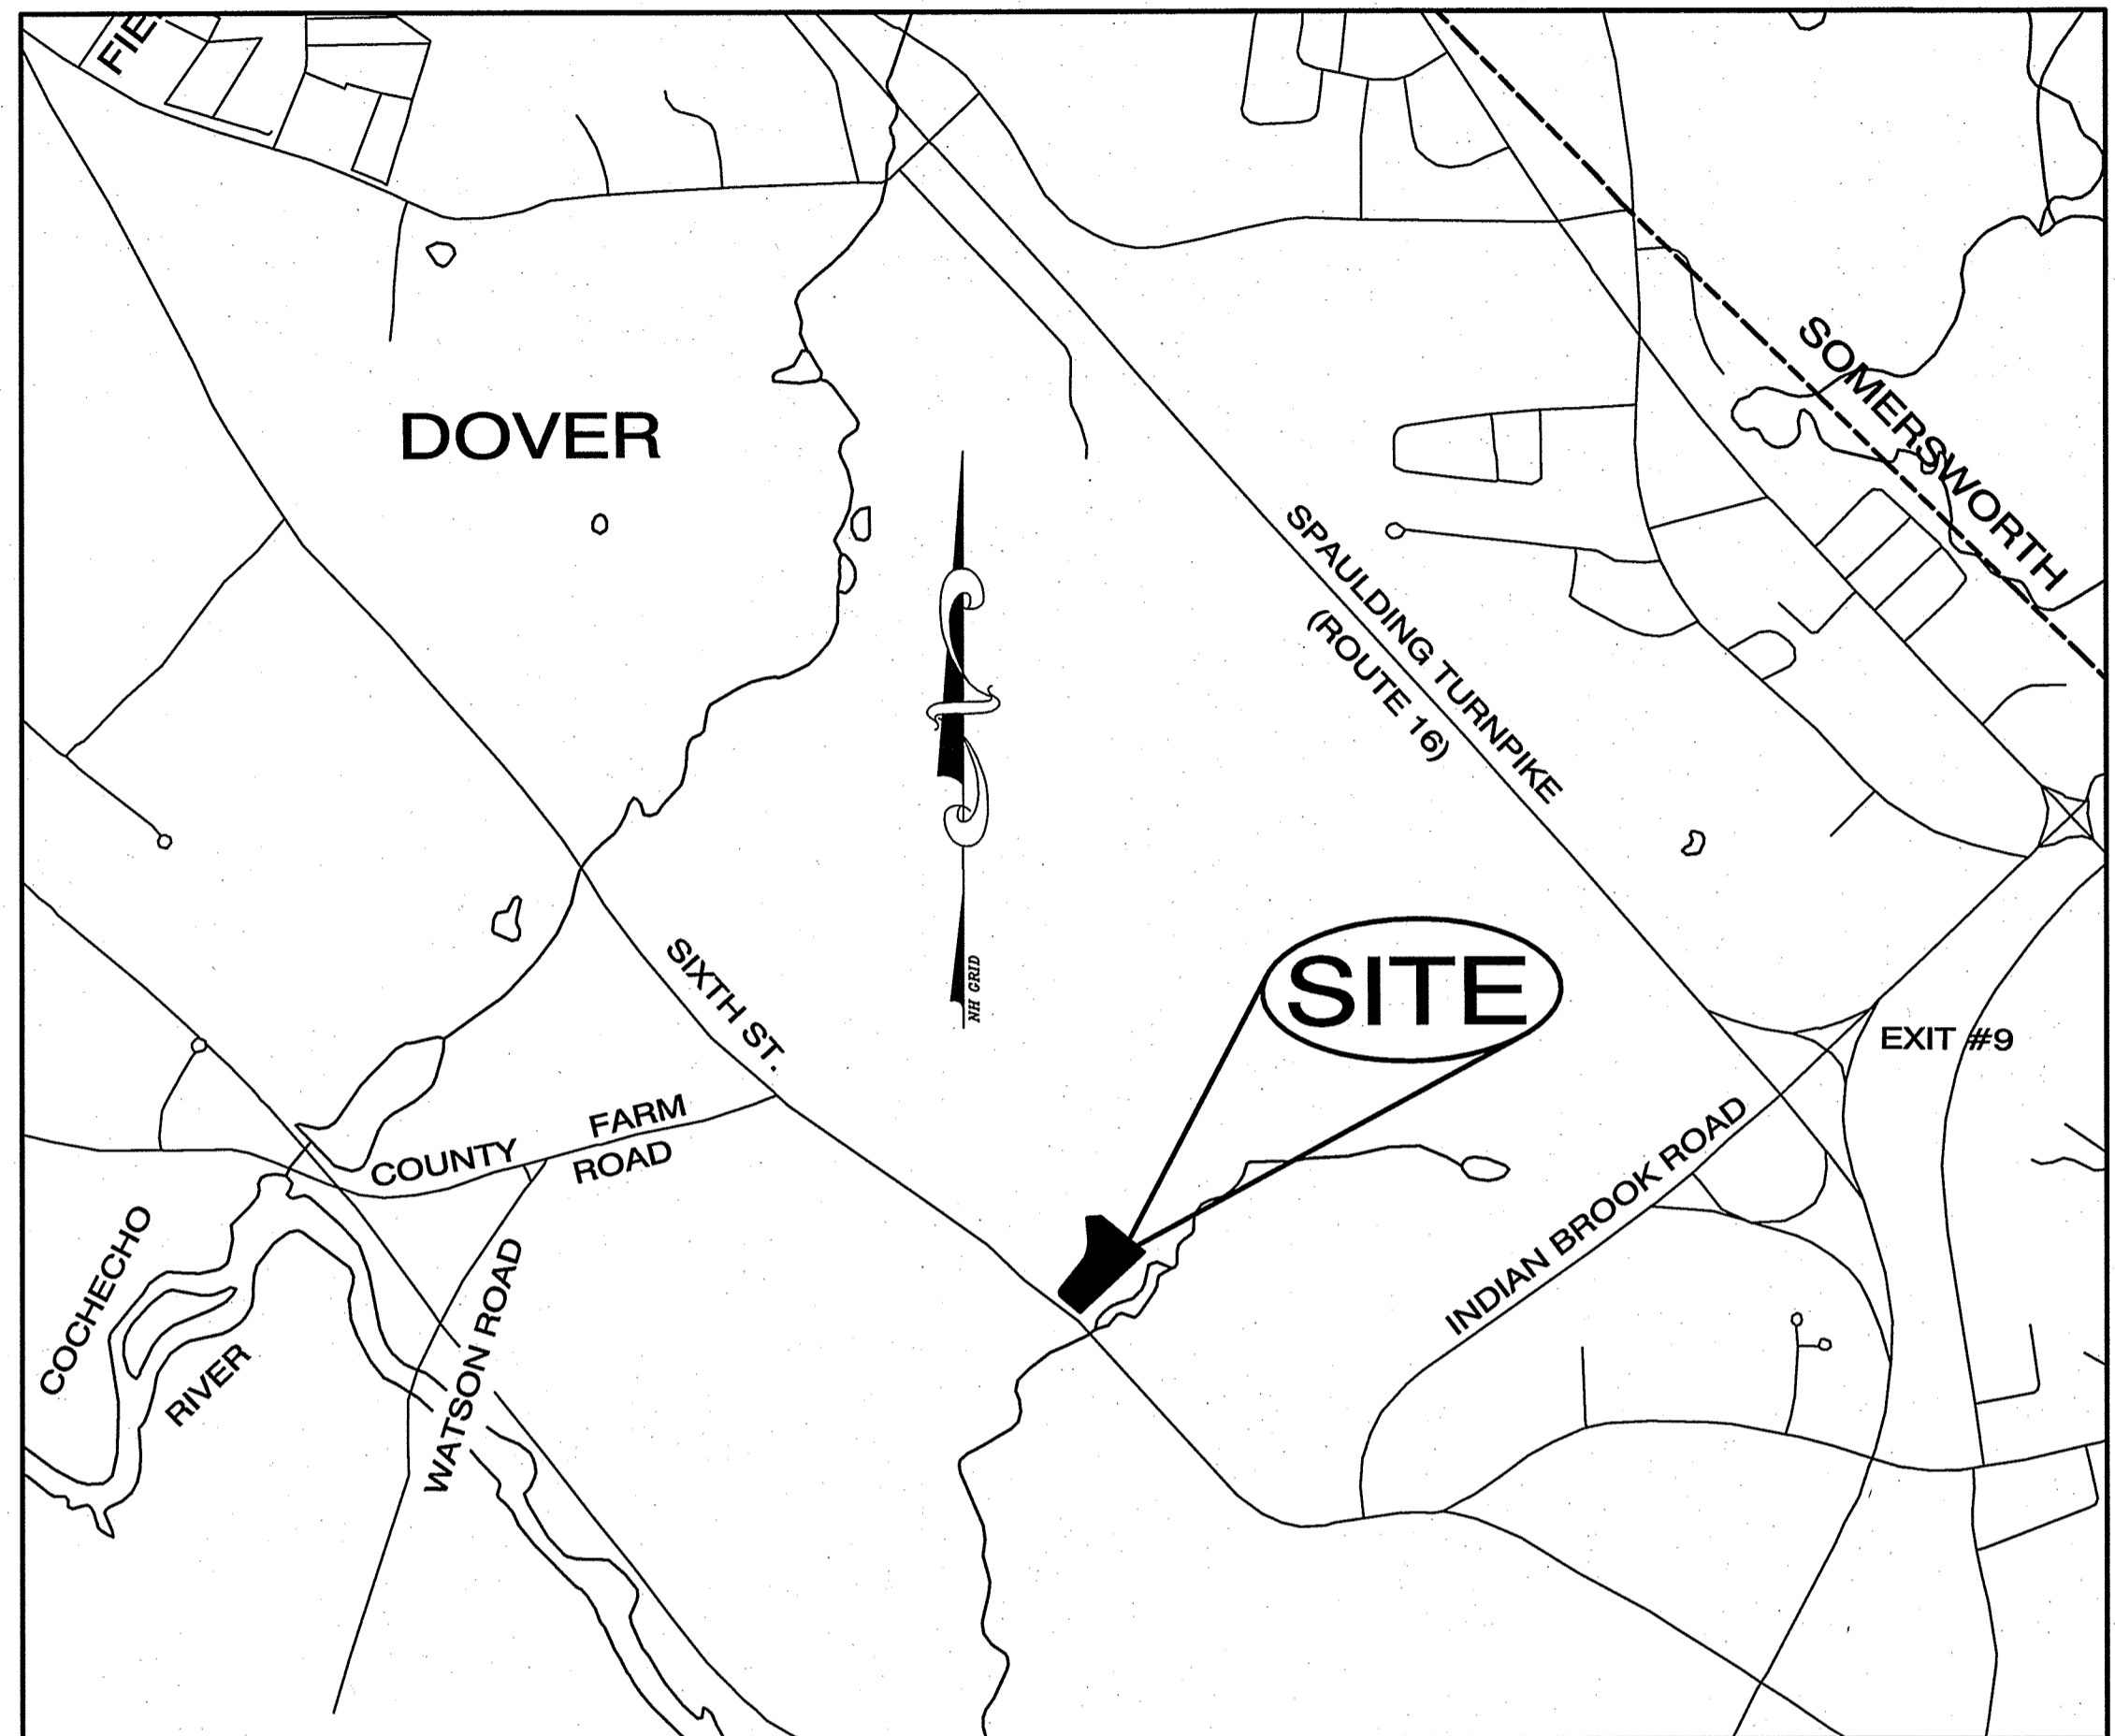 DOVER
SOMERSWORTH
SPAULDING TURNPIKE
(ROUTE 16)
NH GRID
SITE
SIXTH ST.
EXIT #9
COUNTY FARM
ROAD
INDIAN BROOK ROAD
COCHECHO
RIVER
WATSON ROAD